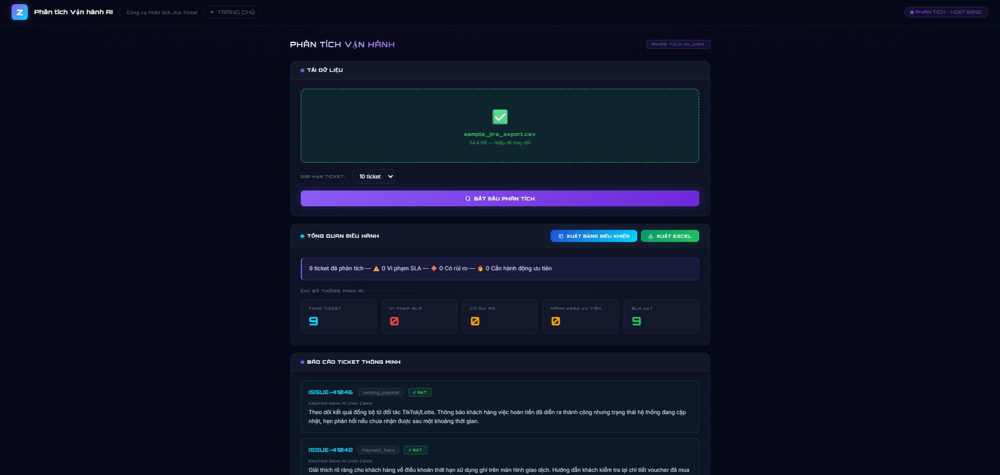 Z Phân tích Vận hành AI Công cụ Phân tích Jira Ticket ← TRANG CHỦ PHÂN TÍCH · HOẠT ĐỘNG
PHÂN TÍCH VẬN HÀNH PHÂN TÍCH AI JIRA
TẢI DỮ LIỆU
sample_jira_export.csv
54.4 KB — nhấp để thay đổi
GIỚI HẠN TICKET: 10 ticket
BẮT ĐẦU PHÂN TÍCH
TỔNG QUAN ĐIỀU HÀNH XUẤT BẢNG ĐIỀU KHIỂN XUẤT EXCEL
9 ticket đã phân tích — ⚠️ 0 Vi phạm SLA — ♦️ 0 Có rủi ro — 🔥 0 Cần hành động ưu tiên
CHỈ SỐ THÔNG MINH AI
TỔNG TICKET VI PHẠM SLA CÓ RỦI RO HÀNH ĐỘNG ƯU TIÊN SLA ĐẠT
9 0 0 0 9
BÁO CÁO TICKET THÔNG MINH
ISSUE-41046 Lending_paylater ✓ ĐẠT
KHUYẾN NGHỊ AI CHO CSKH
Theo dõi kết quả đồng bộ từ đối tác TikTok/Lotte. Thông báo khách hàng việc hoàn tiền đã diễn ra thành công nhưng trạng thái hệ thống đang cập
nhật, hẹn phản hồi nếu chưa nhận được sau một khoảng thời gian.
ISSUE-41042 Payment_Telco ✓ ĐẠT
KHUYẾN NGHỊ AI CHO CSKH
Giải thích rõ ràng cho khách hàng về điều khoản thời hạn sử dụng ghi trên màn hình giao dịch. Hướng dẫn khách kiểm tra lại chi tiết voucher đã mua